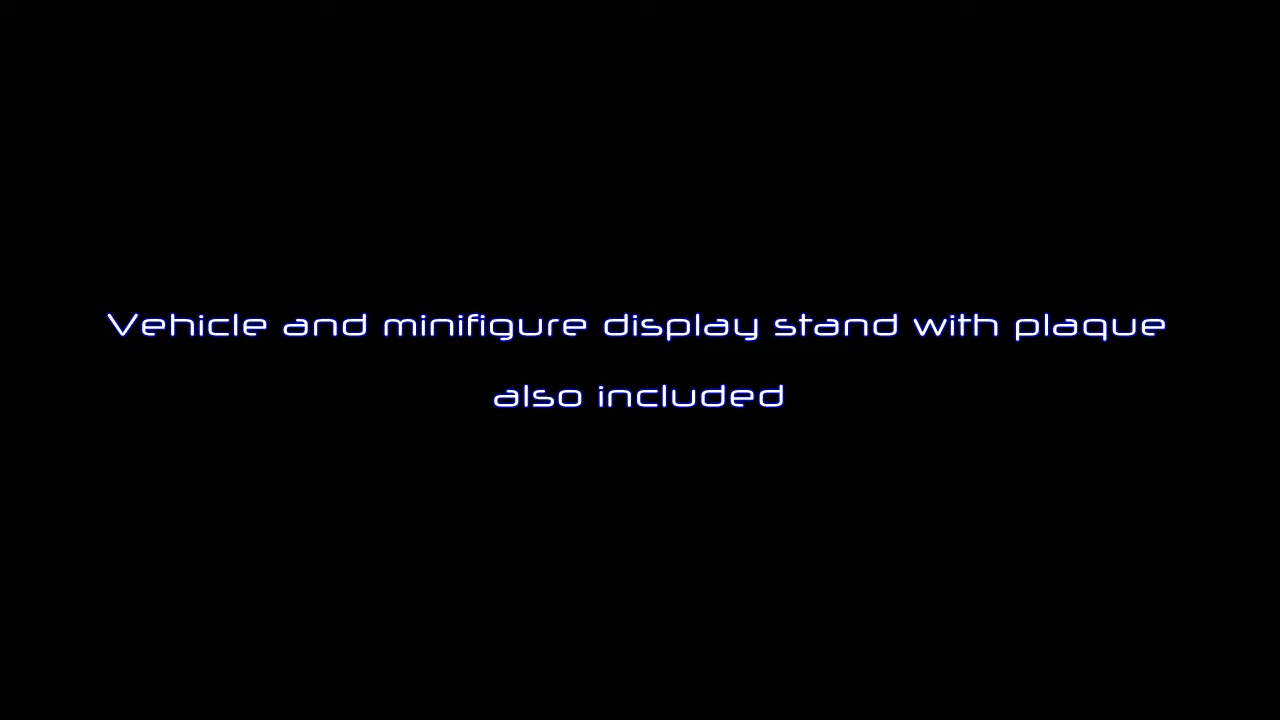 Vehicle and minifigure display stand with plaque
also included